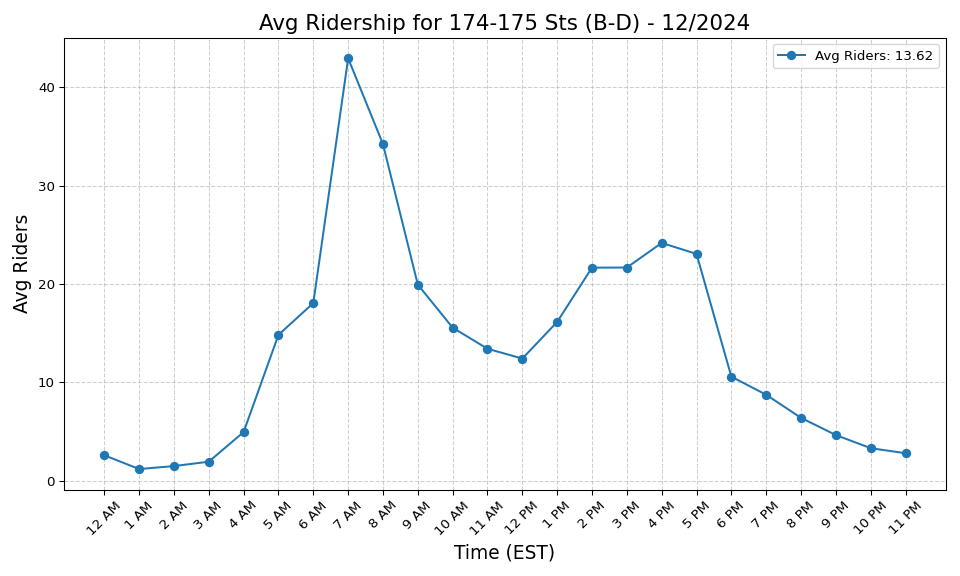 Avg Ridership for 174-175 Sts (B-D) - 12/2024
Avg Riders: 13.62
Avg Riders
40
30
20
10
0
12 AM
1 AM
2 AM
3 AM
4 AM
5 AM
6 AM
7 AM
8 AM
9 AM
10 AM
11 AM
12 PM
1 PM
2 PM
3 PM
4 PM
5 PM
6 PM
7 PM
8 PM
9 PM
10 PM
11 PM
Time (EST)